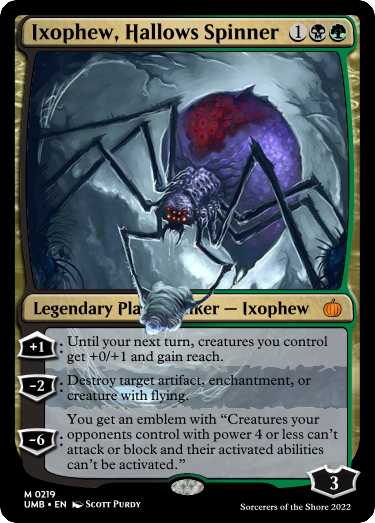 Ixophew, Hallows Spinner 1
Legendary Pla ker — Ixophew
+1: Until your next turn, creatures you control
get +0/+1 and gain reach.
-2: Destroy target artifact, enchantment, or
creature with flying.
-6: You get an emblem with “Creatures your
opponents control with power 4 or less can’t
attack or block and their activated abilities
can’t be activated.”
3
M 0219
UMB • EN Scott Purdy
Sorcerers of the Shore 2022